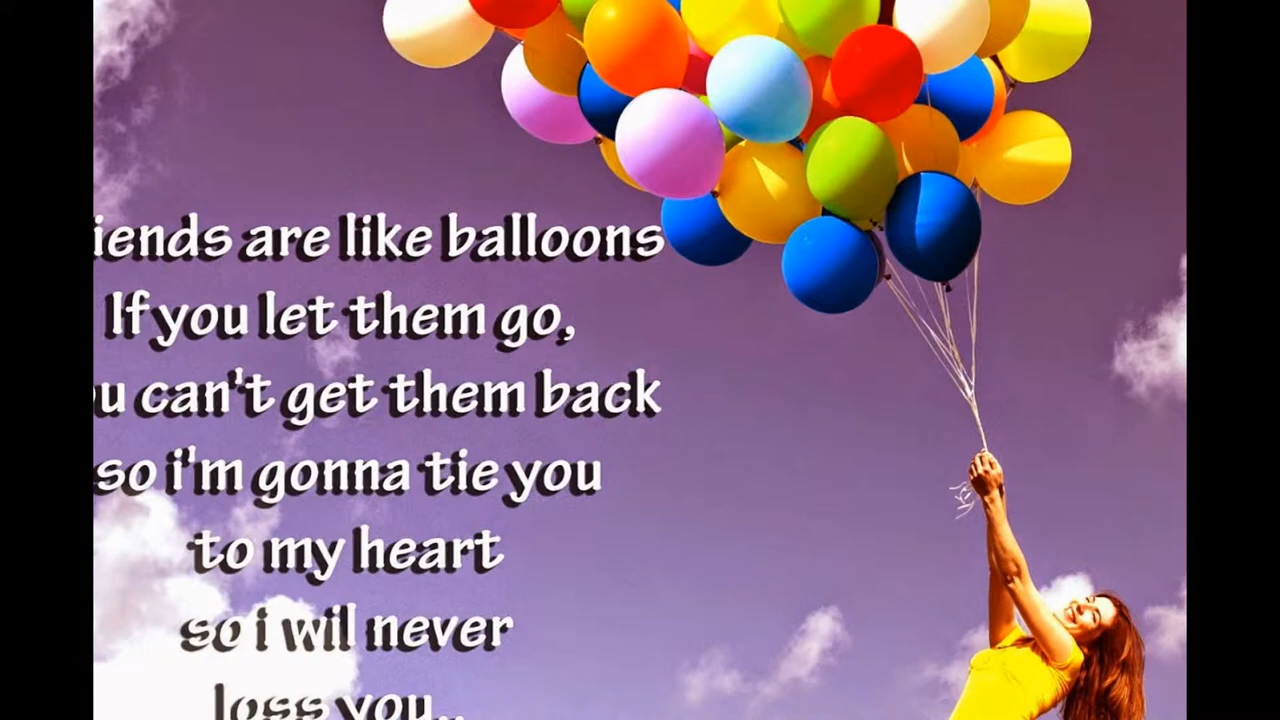 iends are like balloons
If you let them go,
u can't get them back
so i'm gonna tie you
to my heart
so i wil never
loss you..